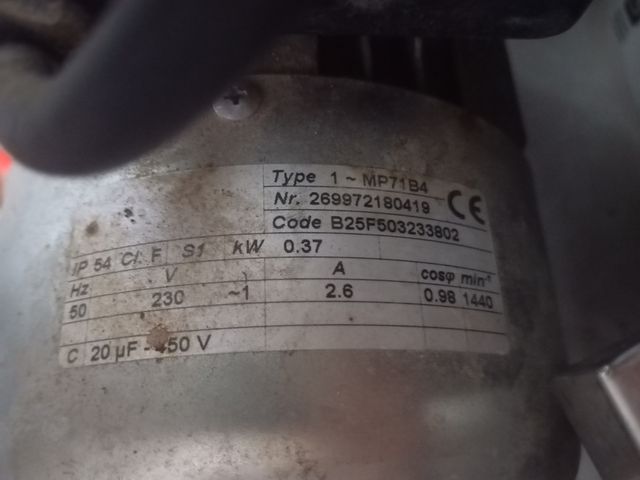 Type 1 ~ MP71B4
Nr. 269972180419 CE
Code B25F503233802
IP 54 Cl. F S1 kW 0.37
Hz V A cosφ min⁻¹
50 230 ~1 2.6 0.98 1440
C 20 µF - 50 V